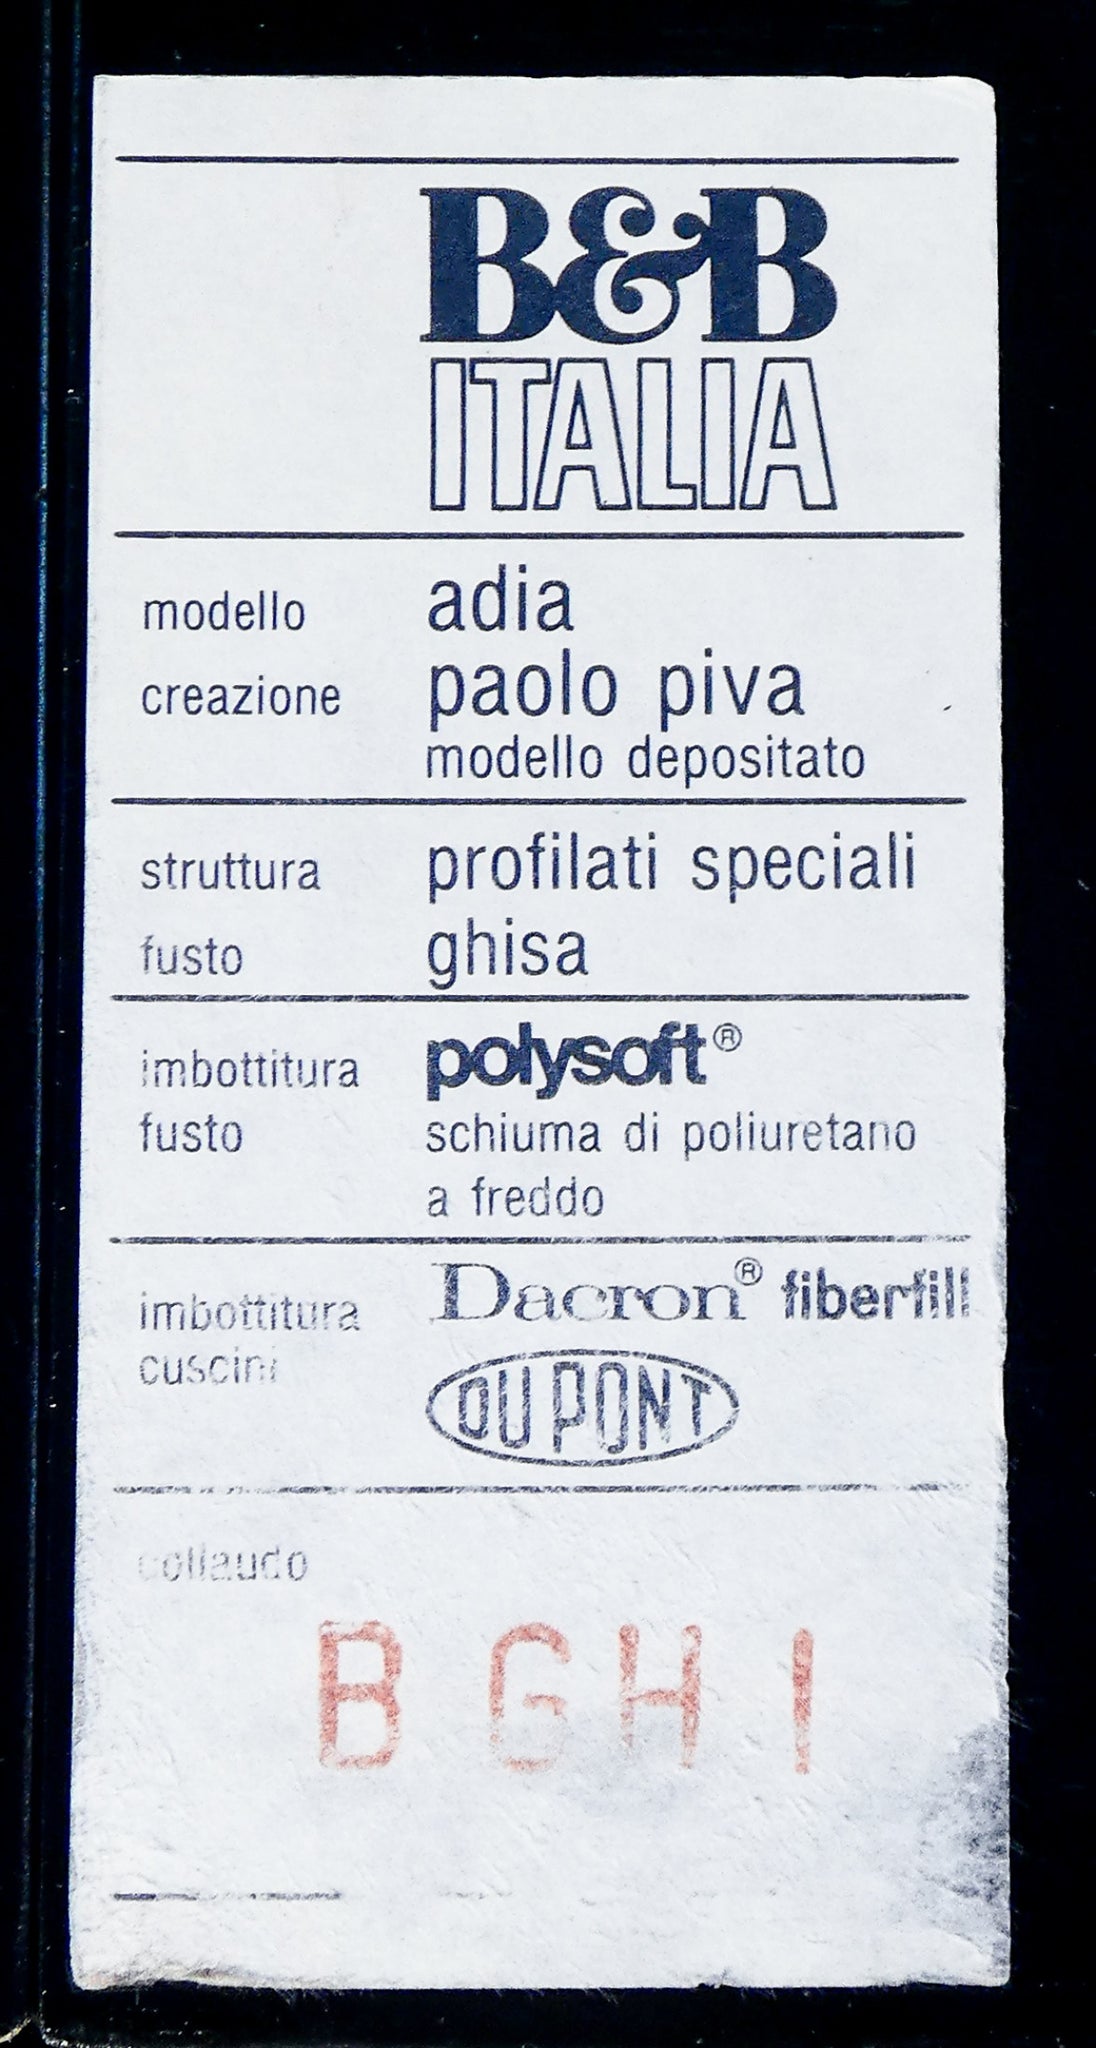 B&B
ITALIA
modello adia
creazione paolo piva
modello depositato
struttura profilati speciali
fusto ghisa
imbottitura polysoft®
fusto schiuma di poliuretano
a freddo
imbottitura Dacron® fiberfill
cuscini DU PONT
collaudo
B G H I